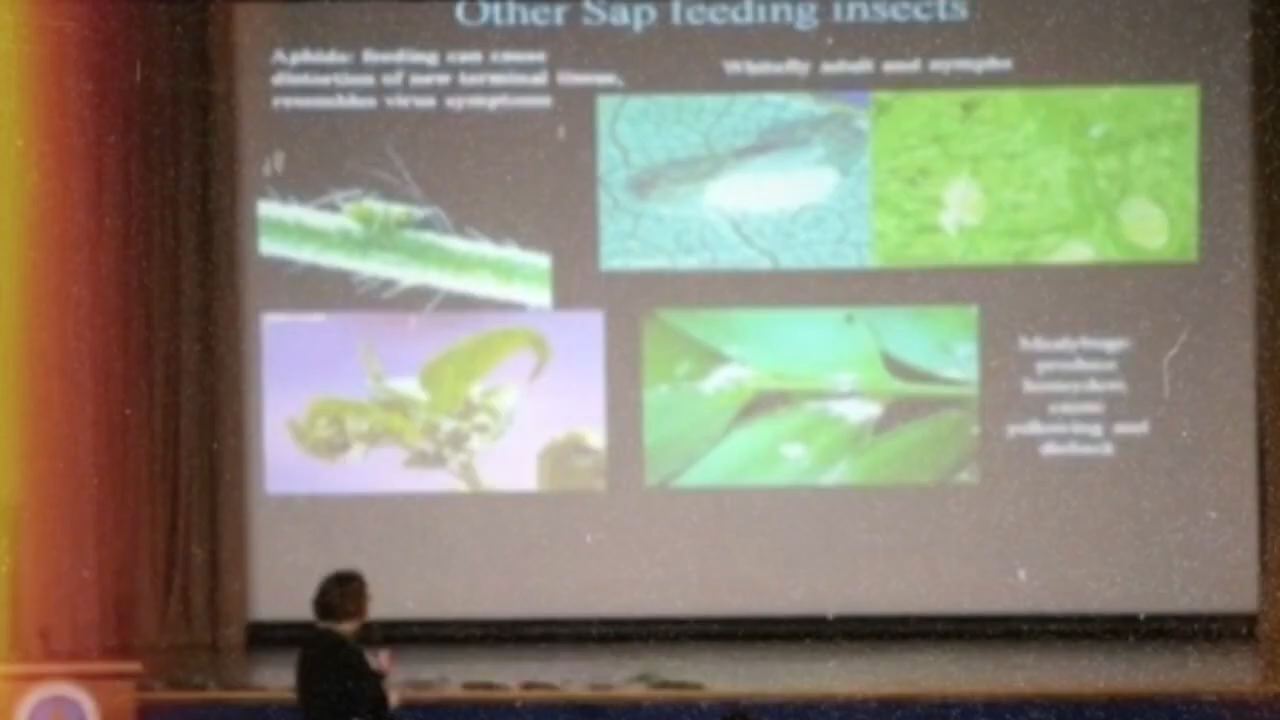 Other Sap feeding insects
Aphids: feeding can cause
distortion of new terminal tissue,
resembles virus symptoms
Whitefly adult and nymphs
Mealybugs
produce
honeydew,
cause
yellowing and
dieback